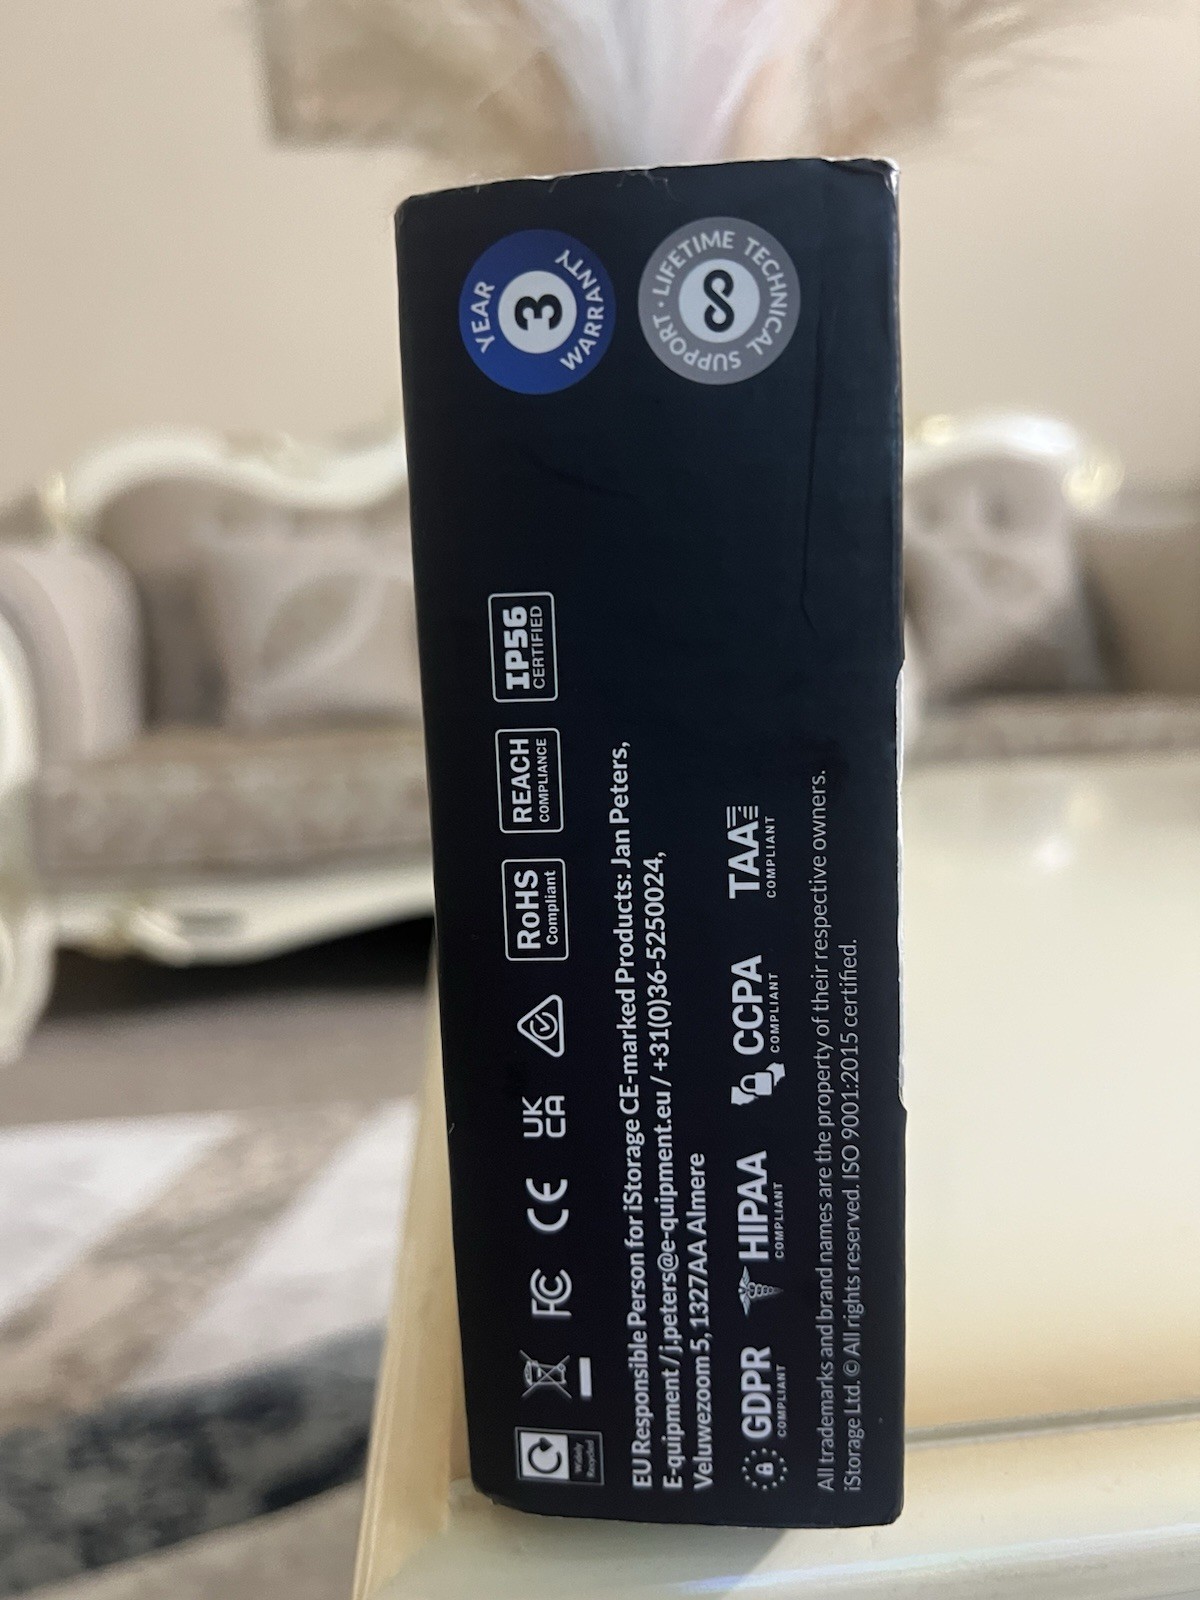 Widely
Recycled
FC CE UK
CA
RoHS
Compliant
REACH
COMPLIANCE
IP56
CERTIFIED
YEAR
3
WARRANTY
EU Responsible Person for iStorage CE-marked Products: Jan Peters,
E-quipment / j.peters@e-quipment.eu / +31(0)36-5250024,
Veluwezoom 5, 1327AA Almere
LIFETIME TECHNICAL SUPPORT ·
GDPR
COMPLIANT
HIPAA
COMPLIANT
CCPA
COMPLIANT
TAA
COMPLIANT
All trademarks and brand names are the property of their respective owners.
iStorage Ltd. © All rights reserved. ISO 9001:2015 certified.